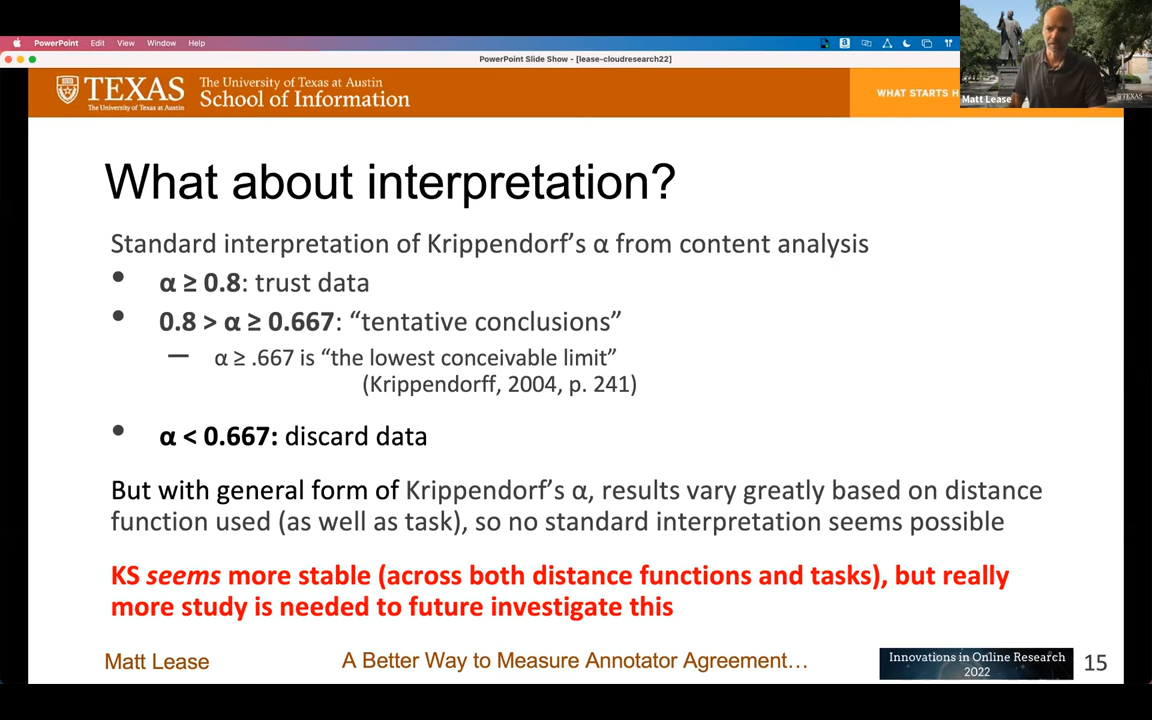 PowerPoint Edit View Window Help
PowerPoint Slide Show - [lease-cloudresearch22]
TEXAS
The University of Texas at Austin
The University of Texas at Austin
School of Information
WHAT STARTS H
Matt Lease
TEXAS
What about interpretation?
Standard interpretation of Krippendorf’s α from content analysis
• α ≥ 0.8: trust data
• 0.8 > α ≥ 0.667: “tentative conclusions”
— α ≥ .667 is “the lowest conceivable limit”
(Krippendorff, 2004, p. 241)
• α < 0.667: discard data
But with general form of Krippendorf’s α, results vary greatly based on distance
function used (as well as task), so no standard interpretation seems possible
KS seems more stable (across both distance functions and tasks), but really
more study is needed to future investigate this
Matt Lease
A Better Way to Measure Annotator Agreement…
Innovations in Online Research
2022
15